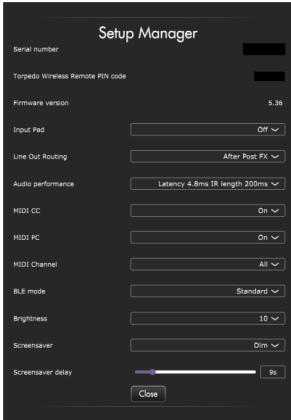 Setup Manager
Serial number
Torpedo Wireless Remote PIN code
Firmware version 5.36
Input Pad Off
Line Out Routing After Post FX
Audio performance Latency 4.8ms IR length 200ms
MIDI CC On
MIDI PC On
MIDI Channel All
BLE mode Standard
Brightness 10
Screensaver Dim
Screensaver delay 9s
Close